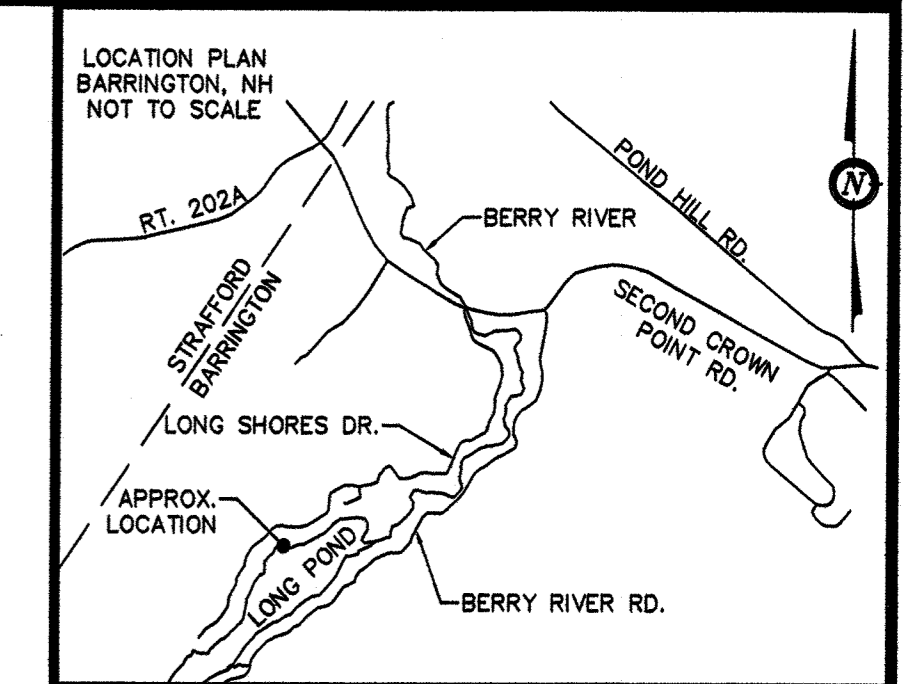 LOCATION PLAN
BARRINGTON, NH
NOT TO SCALE
RT. 202A
STRAFFORD
BARRINGTON
BERRY RIVER
POND HILL RD.
N
SECOND CROWN
POINT RD.
LONG SHORES DR.
APPROX.
LOCATION
LONG POND
BERRY RIVER RD.